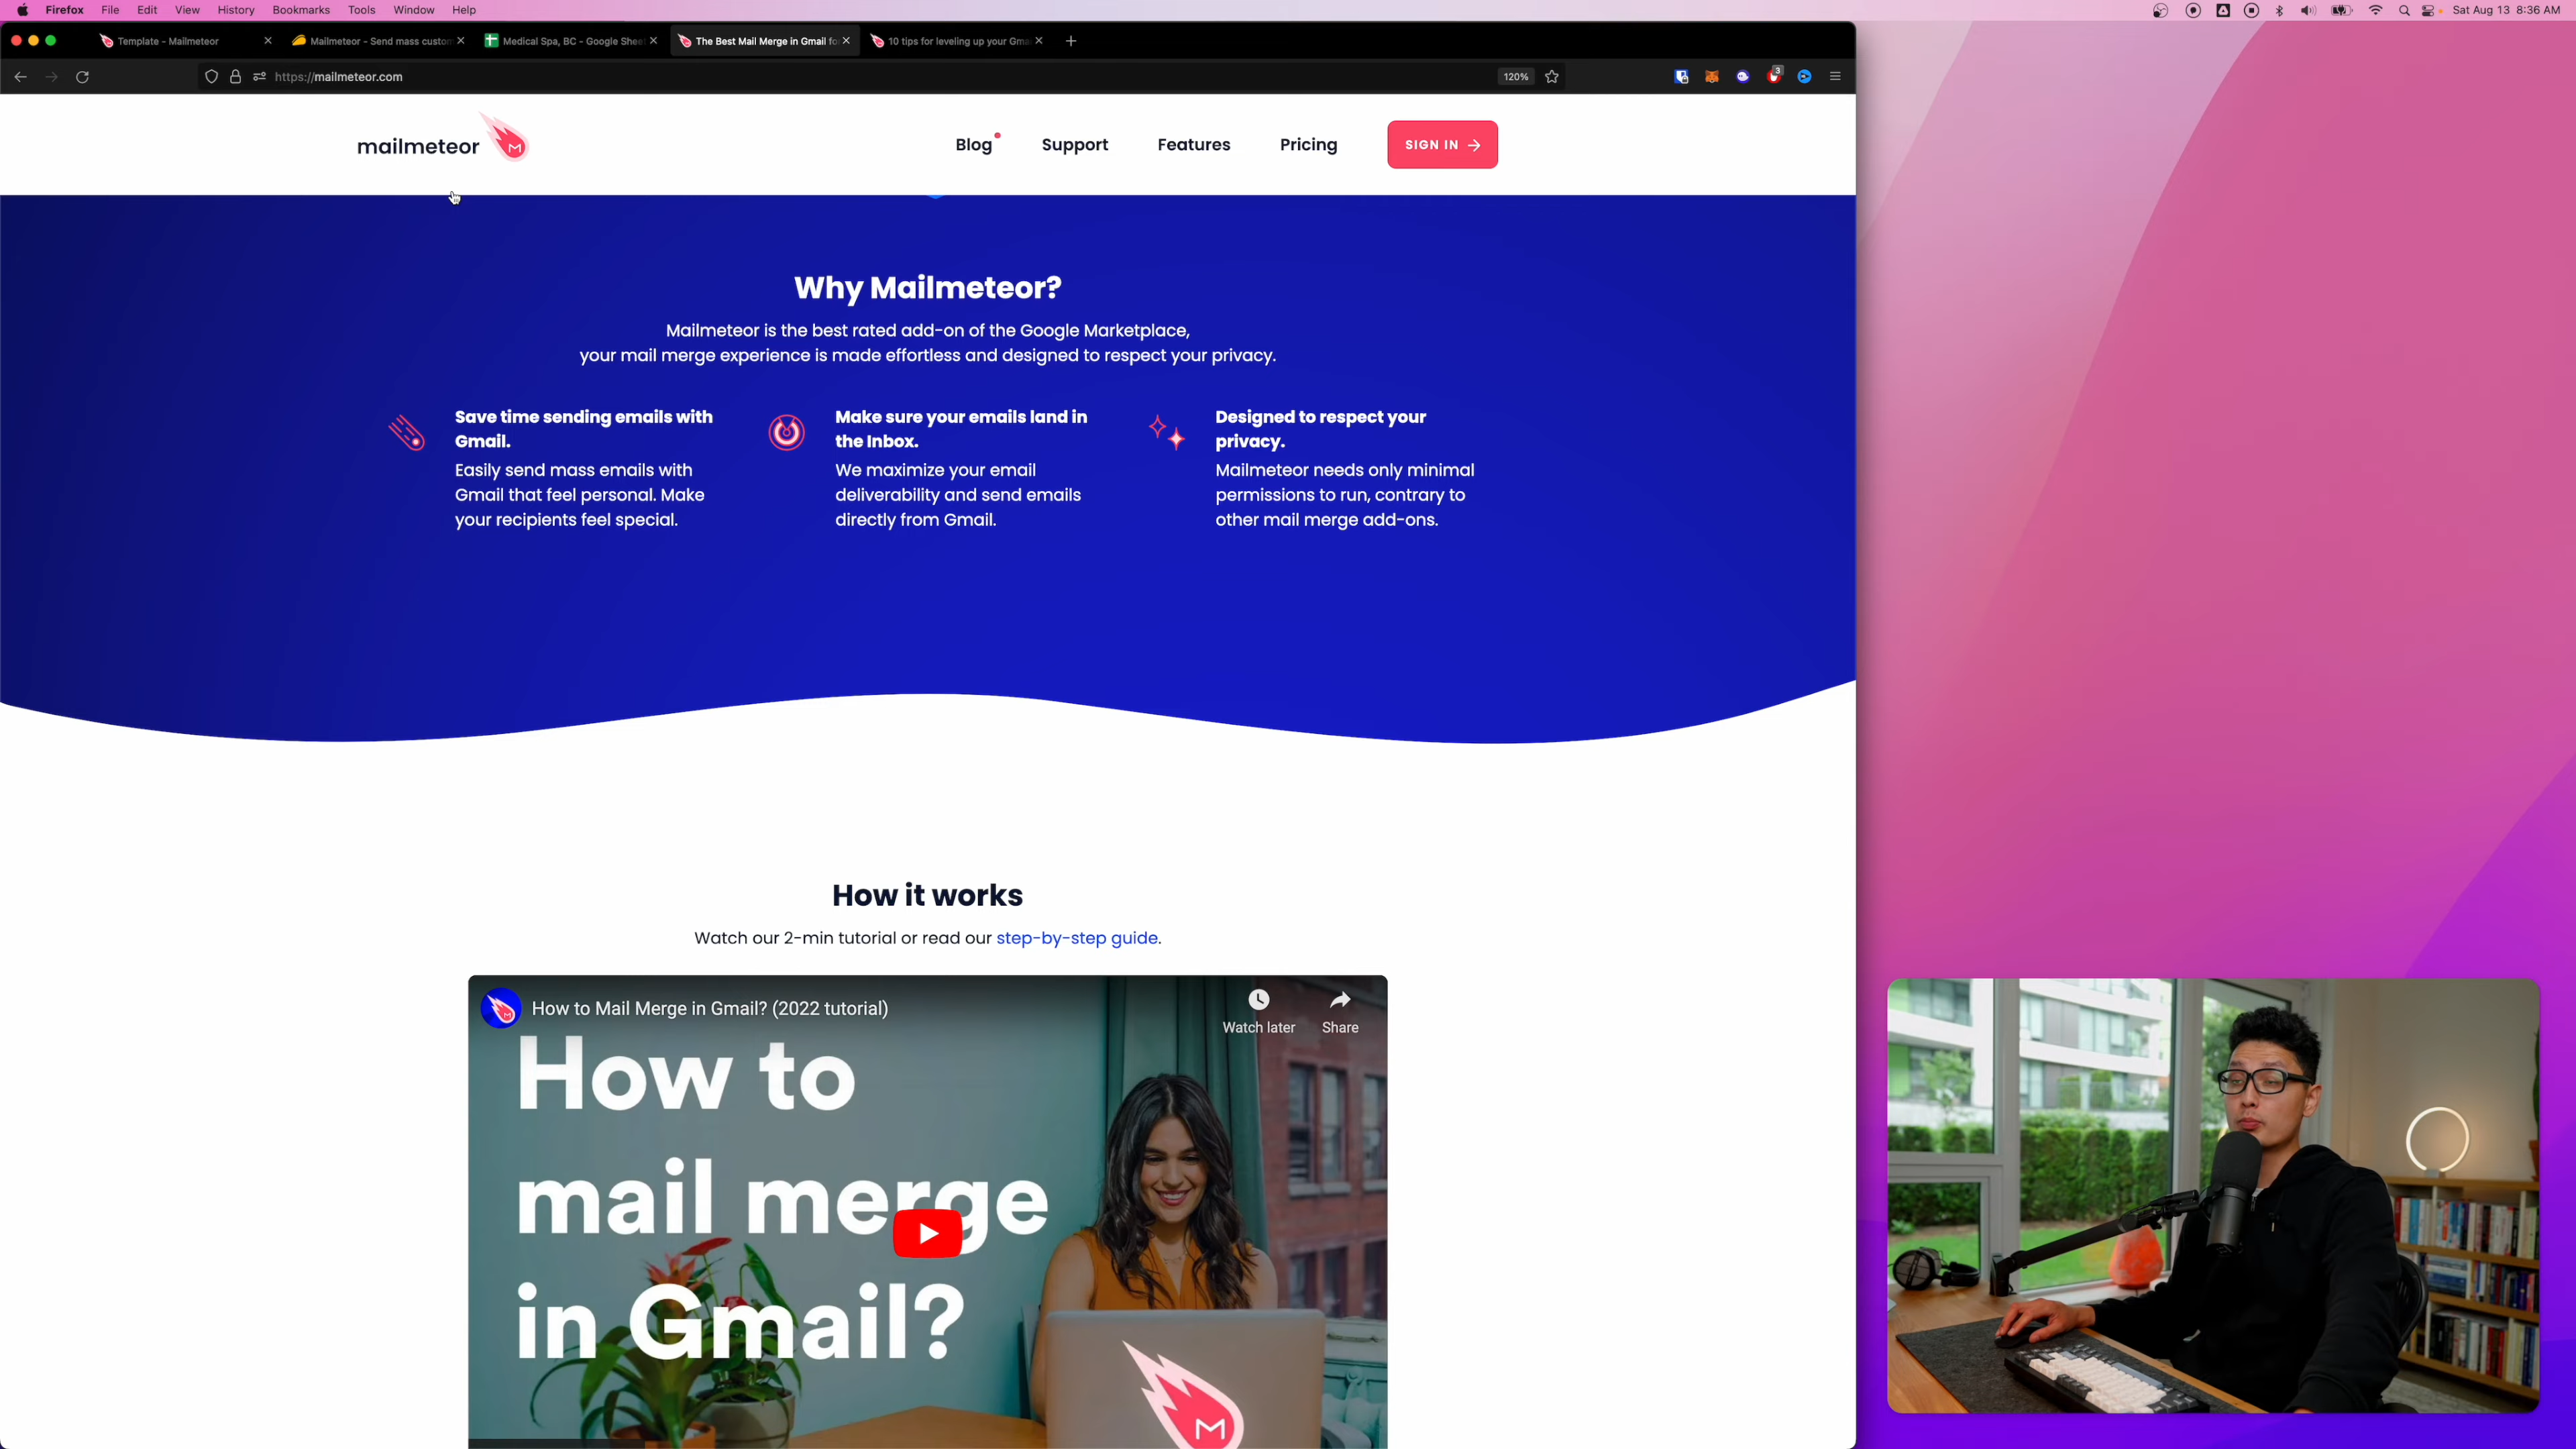 Firefox File Edit View History Bookmarks Tools Window Help
Sat Aug 13 8:36 AM
Template - Mailmeteor
Mailmeteor - Send mass custom
Medical Spa, BC - Google Sheet
The Best Mail Merge in Gmail fo
10 tips for leveling up your Gma
https://mailmeteor.com
120%
3
mailmeteor
M
Blog
Support
Features
Pricing
SIGN IN
Why Mailmeteor?
Mailmeteor is the best rated add-on of the Google Marketplace,
your mail merge experience is made effortless and designed to respect your privacy.
Save time sending emails with
Gmail.
Easily send mass emails with
Gmail that feel personal. Make
your recipients feel special.
Make sure your emails land in
the Inbox.
We maximize your email
deliverability and send emails
directly from Gmail.
Designed to respect your
privacy.
Mailmeteor needs only minimal
permissions to run, contrary to
other mail merge add-ons.
How it works
Watch our 2-min tutorial or read our step-by-step guide.
M
How to Mail Merge in Gmail? (2022 tutorial)
Watch later
Share
How to
mail merge
in Gmail?
M